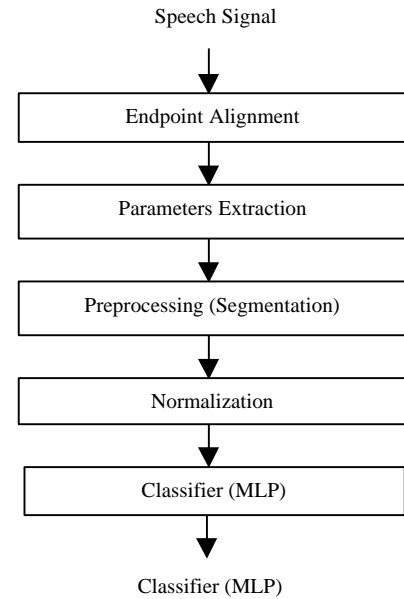 Speech Signal
Endpoint Alignment
Parameters Extraction
Preprocessing (Segmentation)
Normalization
Classifier (MLP)
Classifier (MLP)